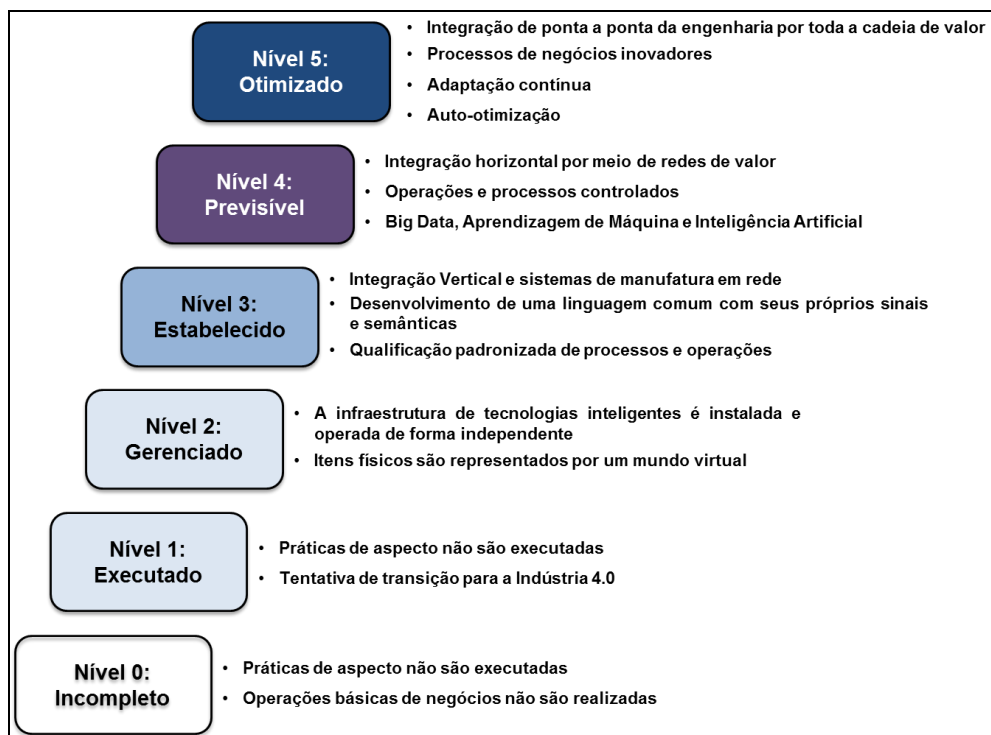 Nível 5:
Otimizado
• Integração de ponta a ponta da engenharia por toda a cadeia de valor
• Processos de negócios inovadores
• Adaptação contínua
• Auto-otimização
Nível 4:
Previsível
• Integração horizontal por meio de redes de valor
• Operações e processos controlados
• Big Data, Aprendizagem de Máquina e Inteligência Artificial
Nível 3:
Estabelecido
• Integração Vertical e sistemas de manufatura em rede
• Desenvolvimento de uma linguagem comum com seus próprios sinais
e semânticas
• Qualificação padronizada de processos e operações
Nível 2:
Gerenciado
• A infraestrutura de tecnologias inteligentes é instalada e
operada de forma independente
• Itens físicos são representados por um mundo virtual
Nível 1:
Executado
• Práticas de aspecto não são executadas
• Tentativa de transição para a Indústria 4.0
Nível 0:
Incompleto
• Práticas de aspecto não são executadas
• Operações básicas de negócios não são realizadas